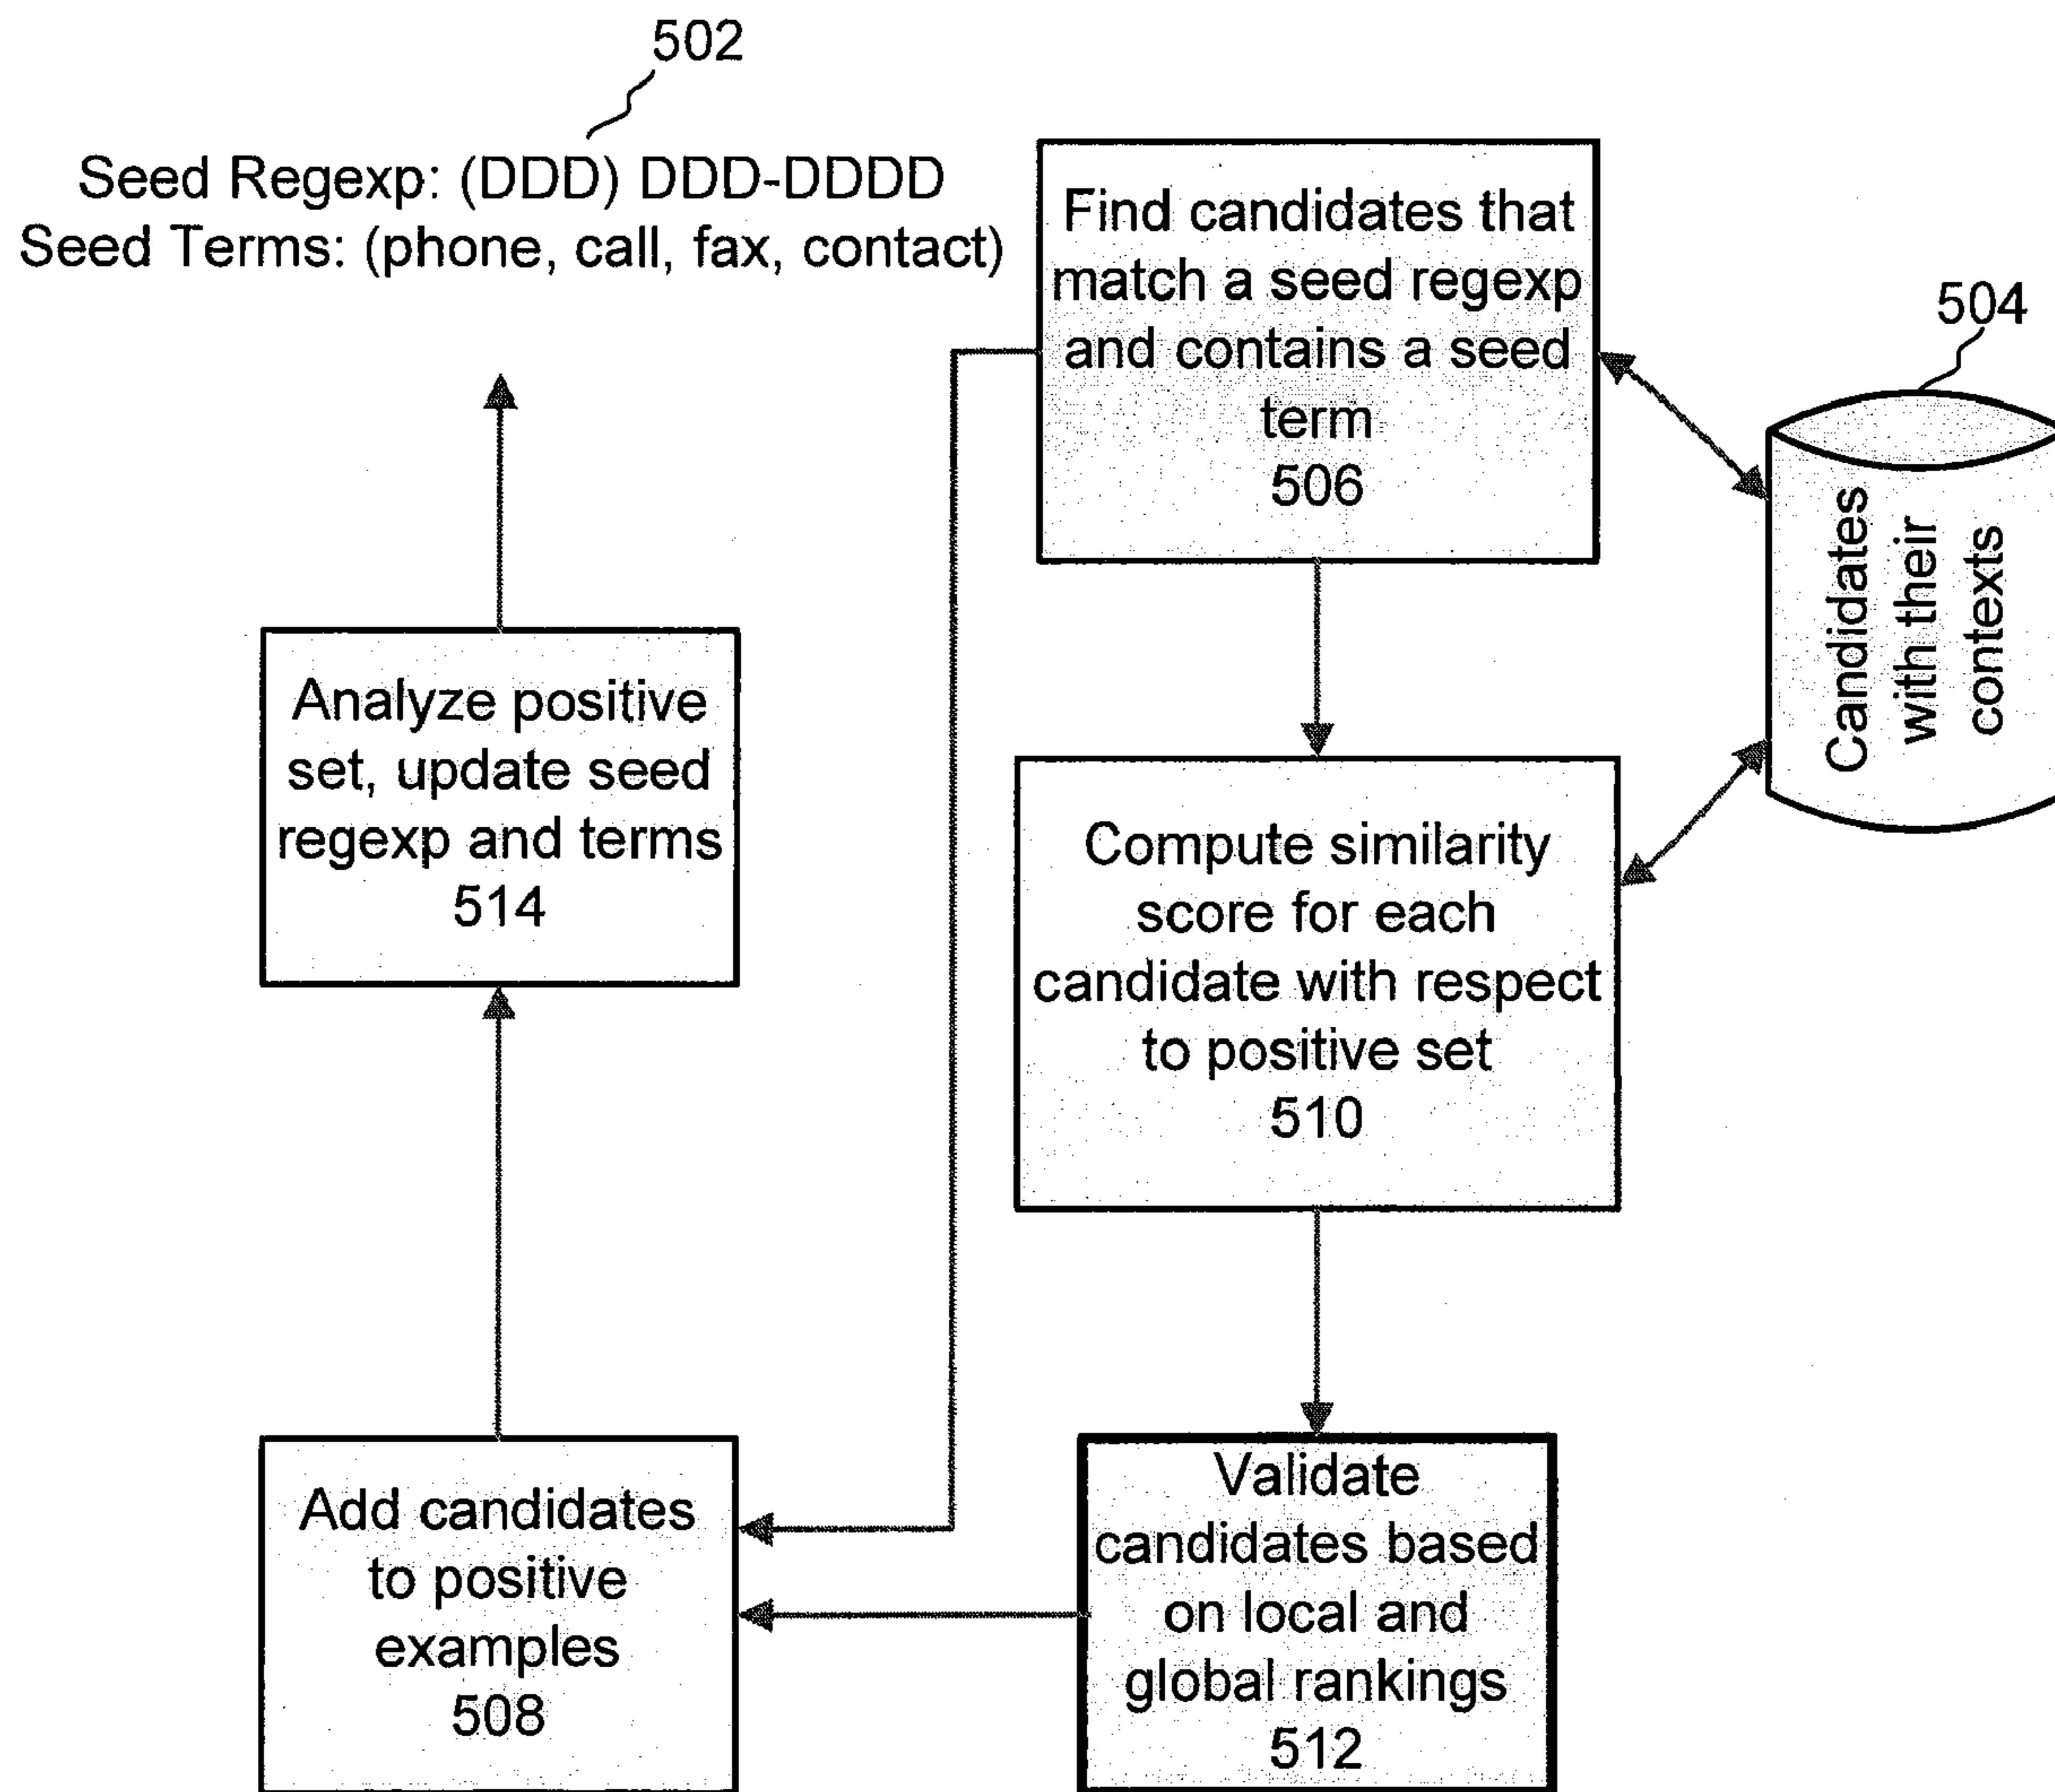 502
Seed Regexp: (DDD) DDD-DDDD
Seed Terms: (phone, call, fax, contact)
Find candidates that
match a seed regexp
and contains a seed
term
506
504
Candidates
with their
contexts
Analyze positive
set, update seed
regexp and terms
514
Compute similarity
score for each
candidate with respect
to positive set
510
Add candidates
to positive
examples
508
Validate
candidates based
on local and
global rankings
512